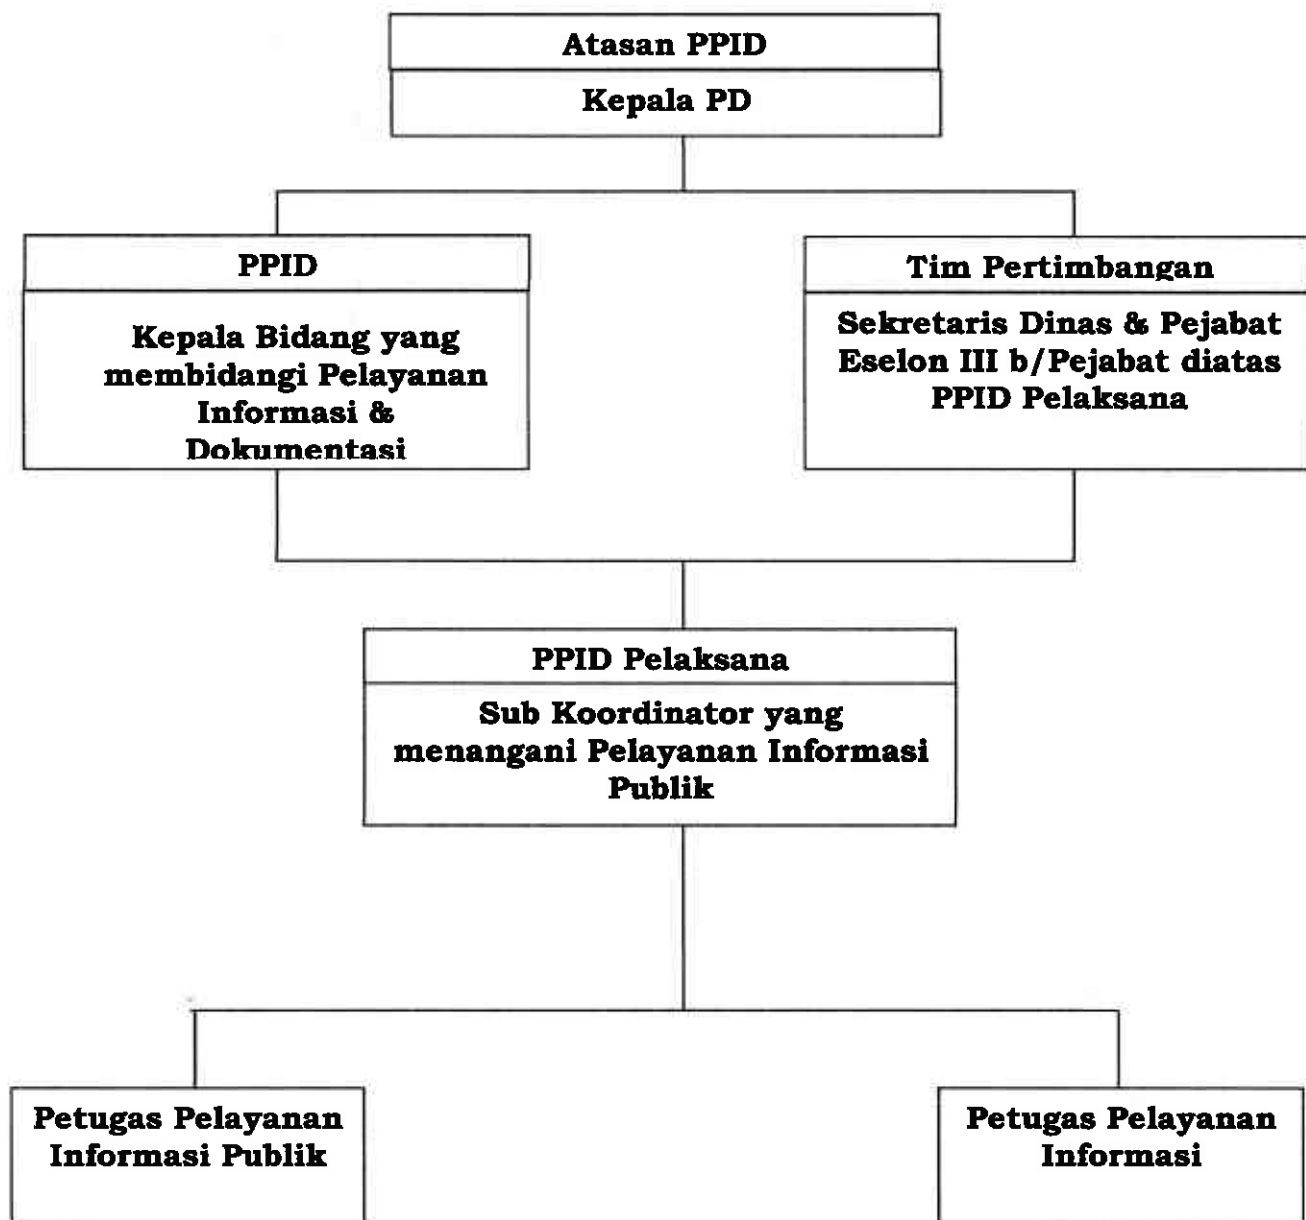 Atasan PPID
Kepala PD
PPID
Kepala Bidang yang
membidangi Pelayanan
Informasi &
Dokumentasi
Tim Pertimbangan
Sekretaris Dinas & Pejabat
Eselon III b/Pejabat diatas
PPID Pelaksana
PPID Pelaksana
Sub Koordinator yang
menangani Pelayanan Informasi
Publik
Petugas Pelayanan
Informasi Publik
Petugas Pelayanan
Informasi